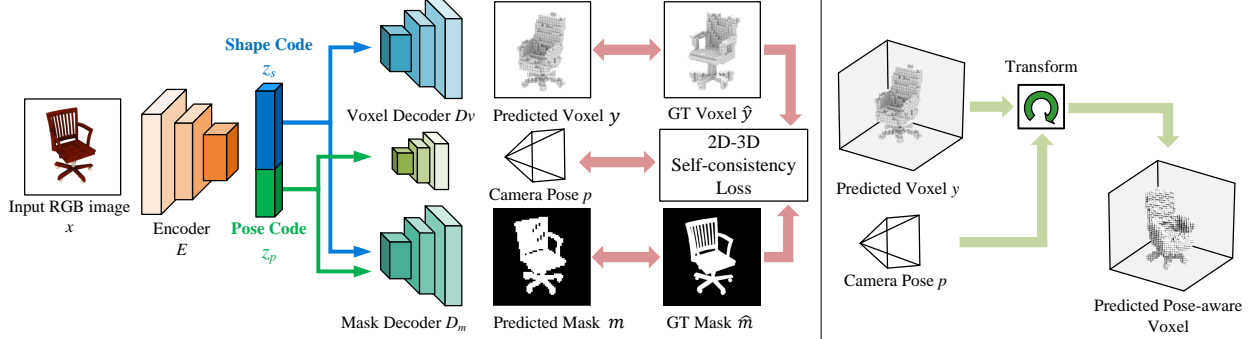 Shape Code
z_s
Input RGB image
x
Encoder
E
Pose Code
z_p
Voxel Decoder Dv
Mask Decoder D_m
Predicted Voxel y
GT Voxel ŷ
Camera Pose p
2D-3D
Self-consistency
Loss
Predicted Mask m
GT Mask m̂
Predicted Voxel y
Camera Pose p
Transform
Predicted Pose-aware
Voxel